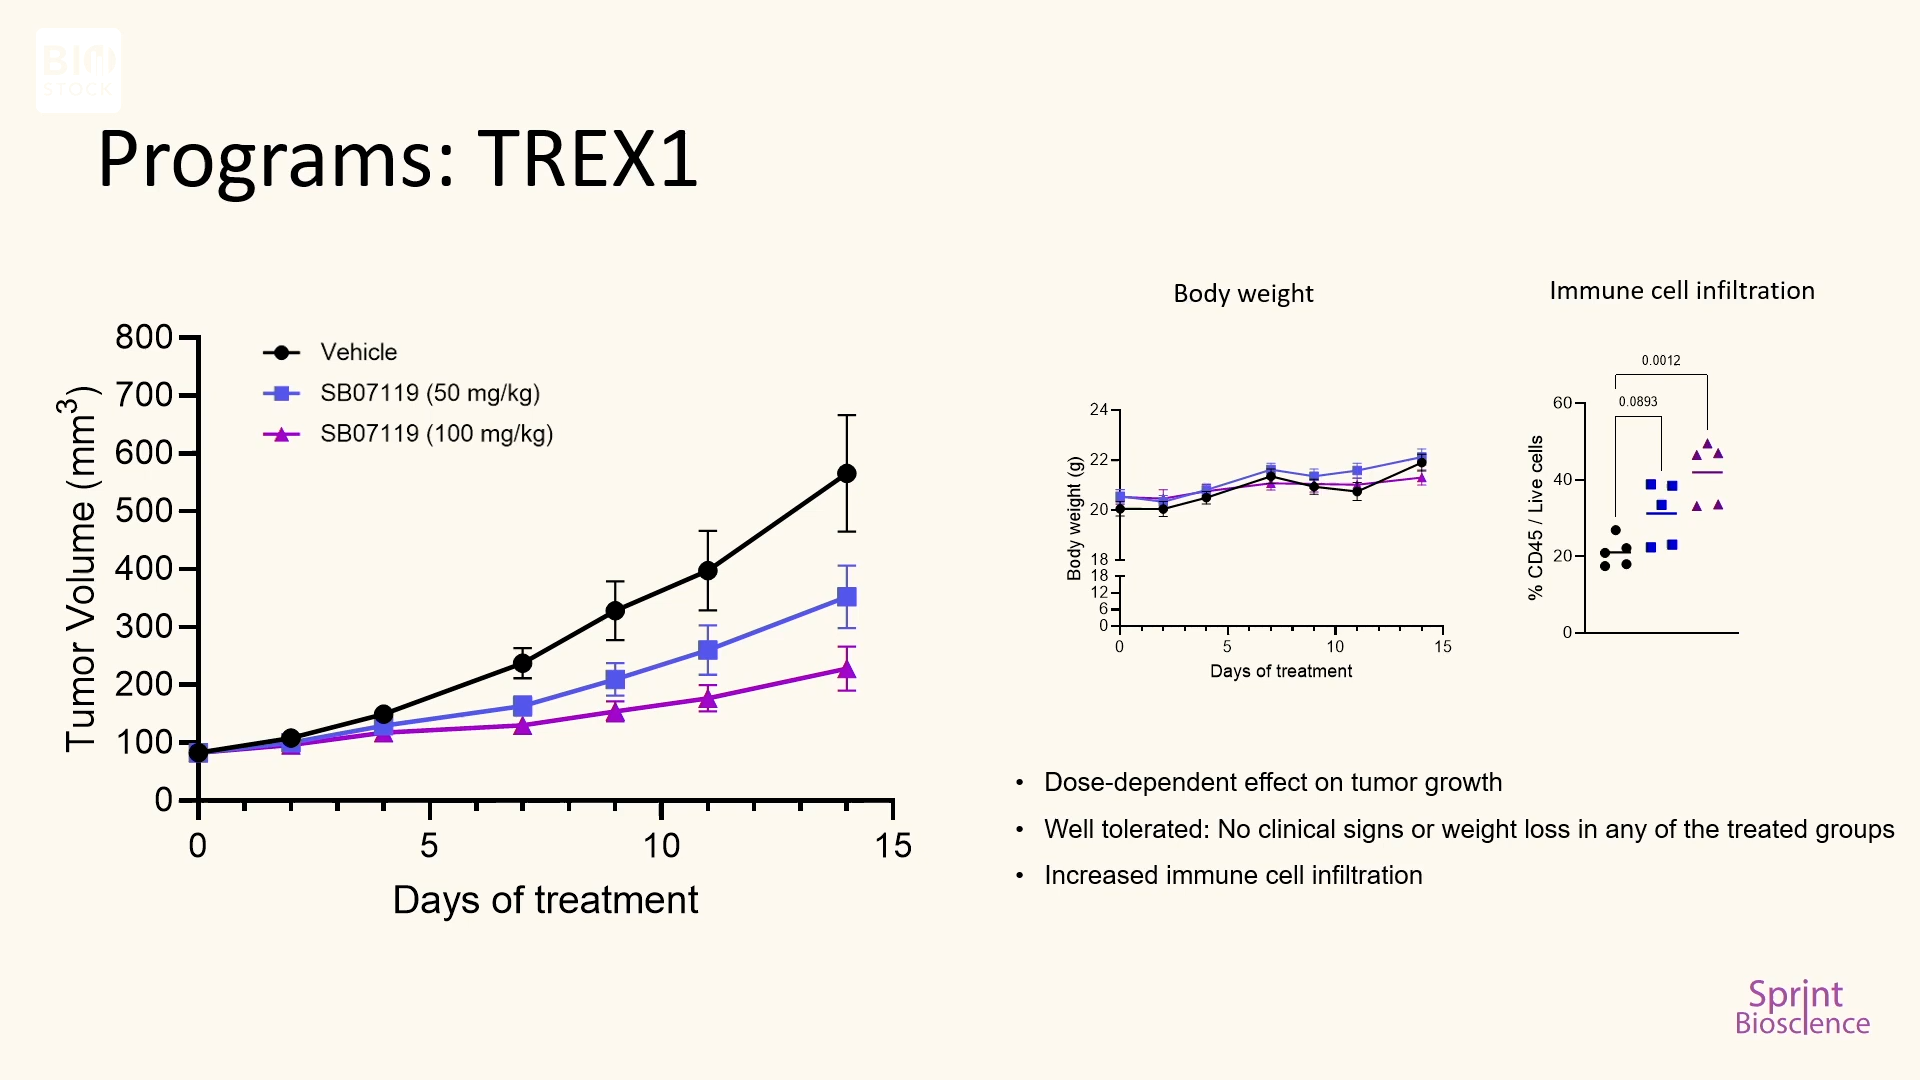 BIO
STOCK
Programs: TREX1
800
700
600
500
400
300
200
100
0
Tumor Volume (mm³)
Vehicle
SB07119 (50 mg/kg)
SB07119 (100 mg/kg)
0 5 10 15
Days of treatment
Body weight
24
22
20
18
18
12
6
0
Body weight (g)
0 5 10 15
Days of treatment
Immune cell infiltration
0.0012
0.0893
60
40
20
0
% CD45 / Live cells
• Dose-dependent effect on tumor growth
• Well tolerated: No clinical signs or weight loss in any of the treated groups
• Increased immune cell infiltration
Sprint
Bioscience